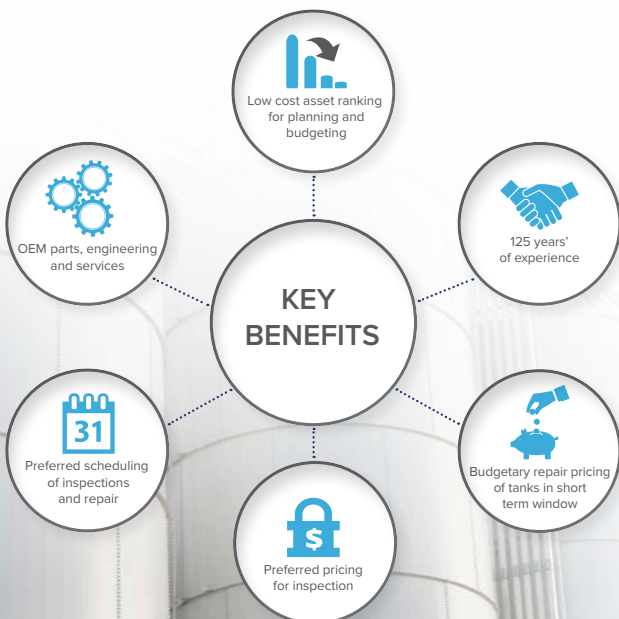 Low cost asset ranking
for planning and
budgeting
OEM parts, engineering
and services
125 years'
of experience
KEY
BENEFITS
31
Preferred scheduling
of inspections
and repair
Budgetary repair pricing
of tanks in short
term window
$
Preferred pricing
for inspection